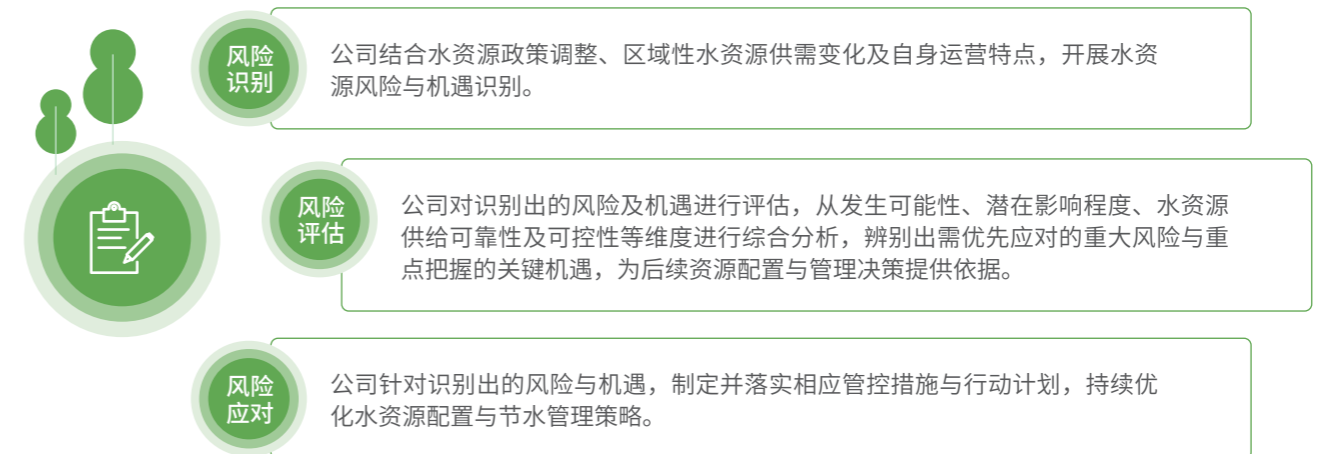 风险
识别
公司结合水资源政策调整、区域性水资源供需变化及自身运营特点，开展水资
源风险与机遇识别。
风险
评估
公司对识别出的风险及机遇进行评估，从发生可能性、潜在影响程度、水资源
供给可靠性及可控性等维度进行综合分析，辨别出需优先应对的重大风险与重
点把握的关键机遇，为后续资源配置与管理决策提供依据。
风险
应对
公司针对识别出的风险与机遇，制定并落实相应管控措施与行动计划，持续优
化水资源配置与节水管理策略。